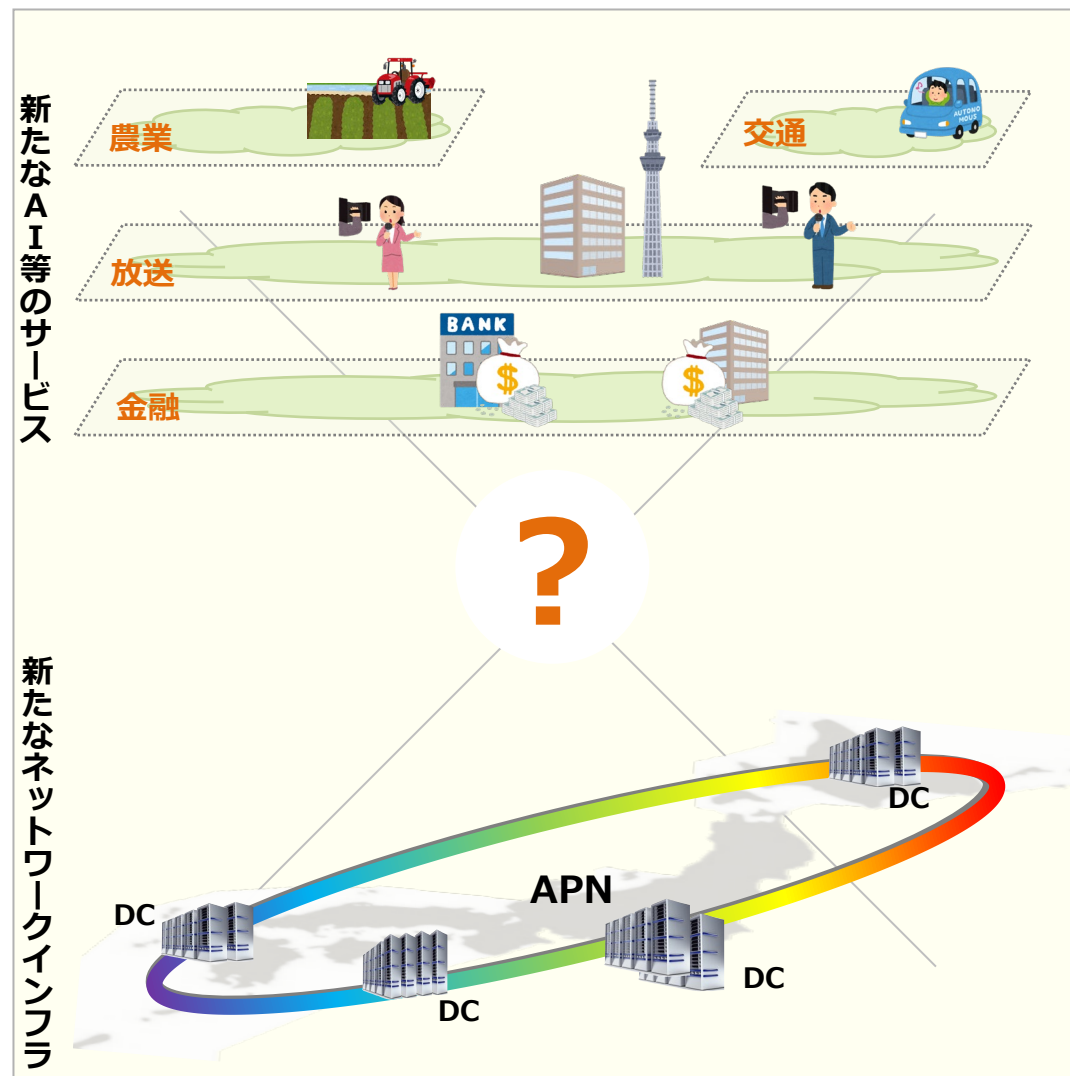 新たなAI等のサービス
農業
交通
AUTONO
MOUS
放送
BANK
$
$
金融
?
新たなネットワークインフラ
DC
APN
DC
DC
DC